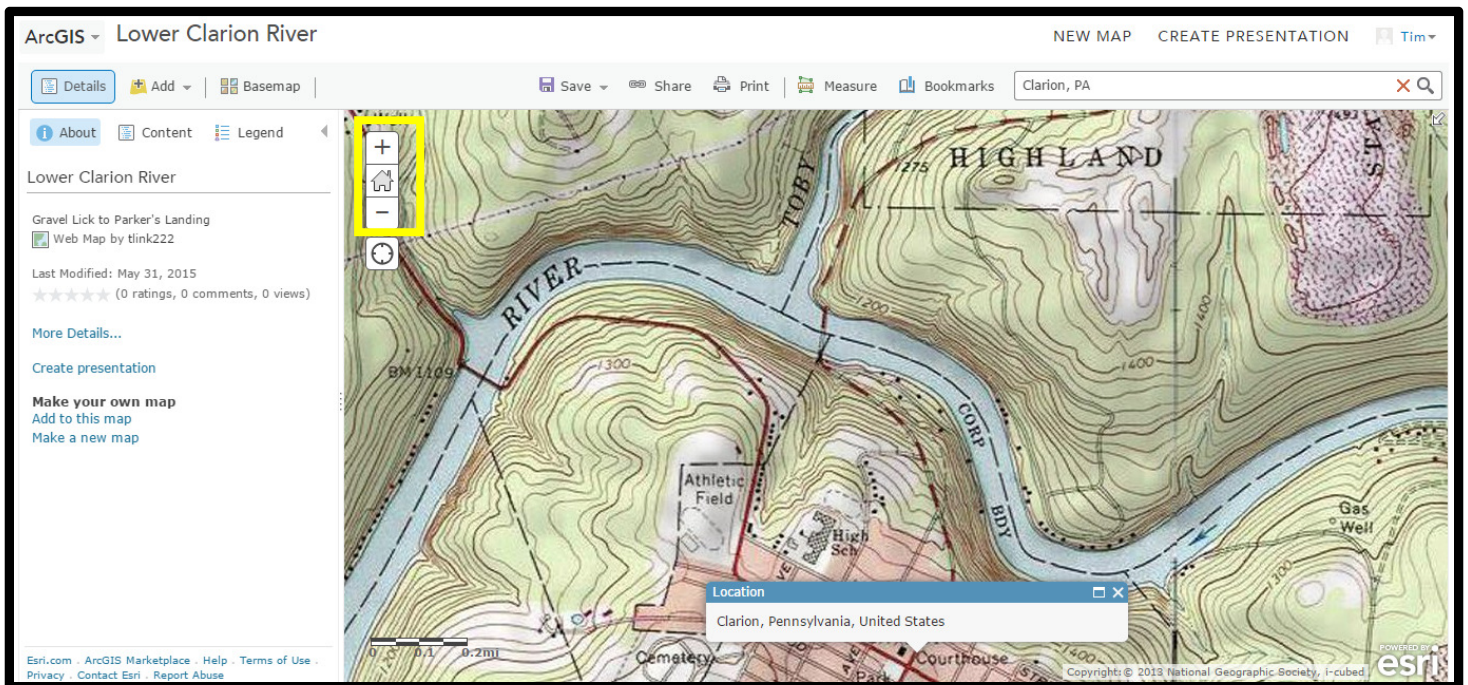 ArcGIS Lower Clarion River
NEW MAP CREATE PRESENTATION Tim
Details Add Basemap Save Share Print Measure Bookmarks Clarion, PA
About Content Legend
Lower Clarion River
Gravel Lick to Parker's Landing
Web Map by tlink222
Last Modified: May 31, 2015
(0 ratings, 0 comments, 0 views)
More Details...
Create presentation
Make your own map
Add to this map
Make a new map
Esri.com . ArcGIS Marketplace . Help . Terms of Use .
Privacy . Contact Esri . Report Abuse
+
−
HIGHLAND
1275
TOBY
RIVER
1200
1400
1400
BM 1109
1300
CORP
BDY
Athletic
Field
High
Sch
Gas
Well
1300
Location
Clarion, Pennsylvania, United States
0 0.1 0.2mi
Cemetery
AVE
Park
Courthouse
1400
Copyright:© 2013 National Geographic Society, i-cubed
POWERED BY
esri